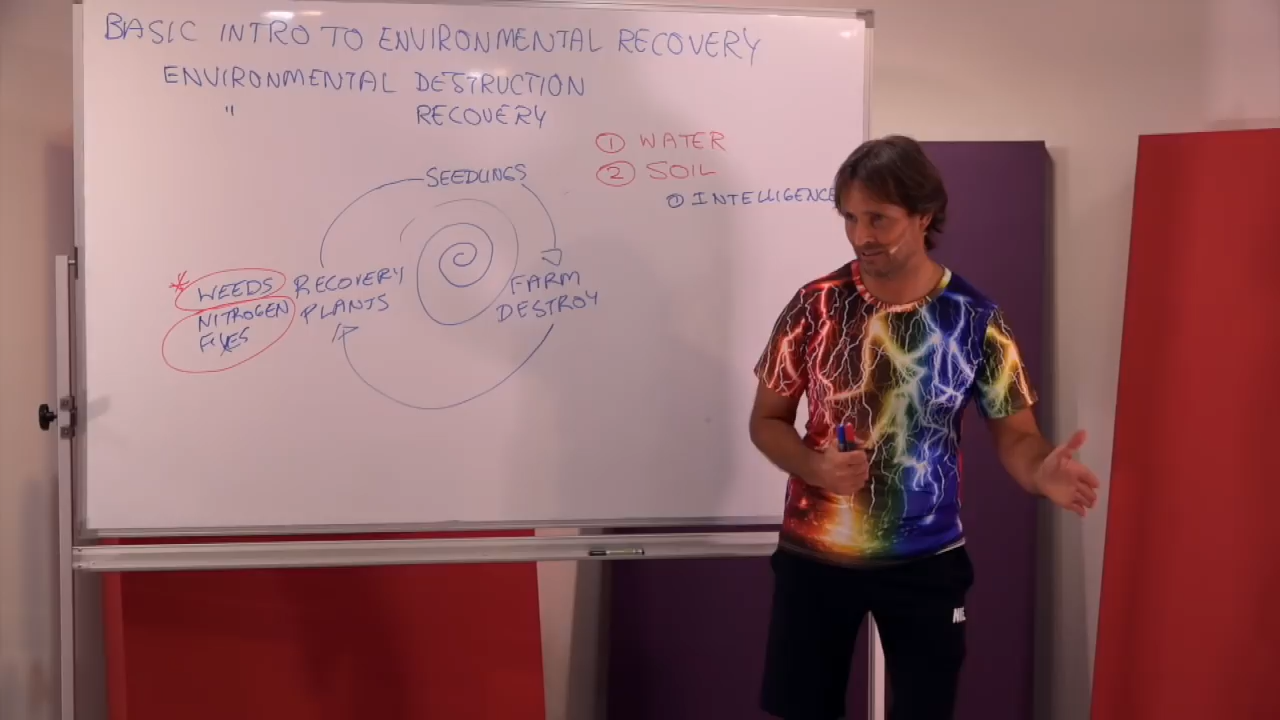 BASIC INTRO TO ENVIRONMENTAL RECOVERY
ENVIRONMENTAL DESTRUCTION
" RECOVERY
① WATER
② SOIL
① INTELLIGENCE
SEEDLINGS
FARM
DESTROY
RECOVERY
PLANTS
* WEEDS
NITROGEN